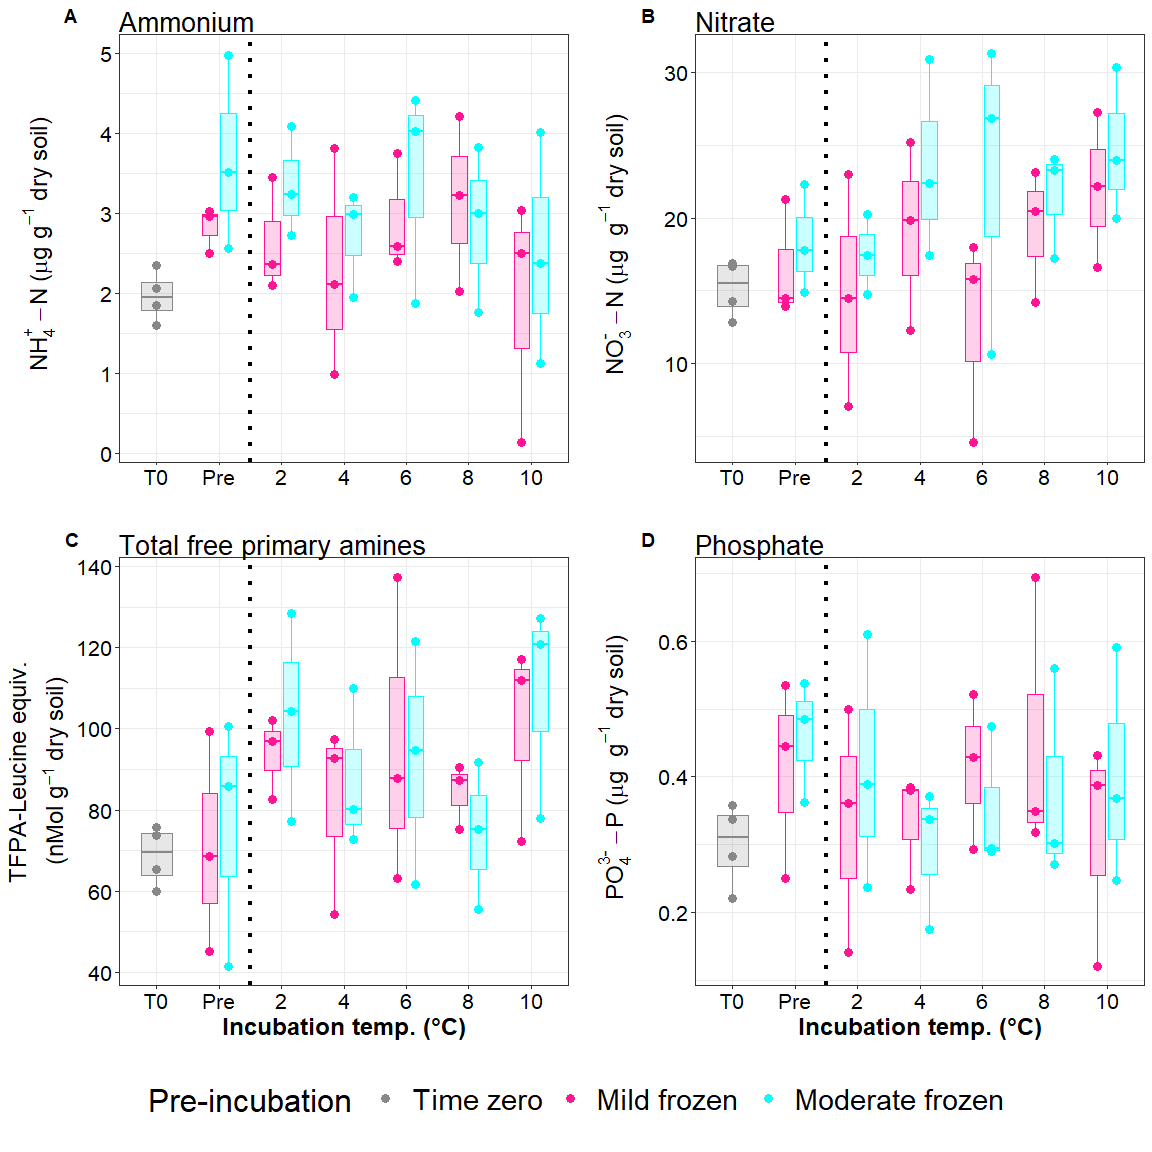 A Ammonium
NH₄⁺ – N (µg g⁻¹ dry soil)
5
4
3
2
1
0
T0 Pre 2 4 6 8 10
B Nitrate
NO₃⁻ – N (µg g⁻¹ dry soil)
30
20
10
T0 Pre 2 4 6 8 10
C Total free primary amines
TFPA-Leucine equiv.
(nMol g⁻¹ dry soil)
140
120
100
80
60
40
T0 Pre 2 4 6 8 10
Incubation temp. (°C)
D Phosphate
PO₄³⁻ – P (µg g⁻¹ dry soil)
0.6
0.4
0.2
T0 Pre 2 4 6 8 10
Incubation temp. (°C)
Pre-incubation Time zero Mild frozen Moderate frozen